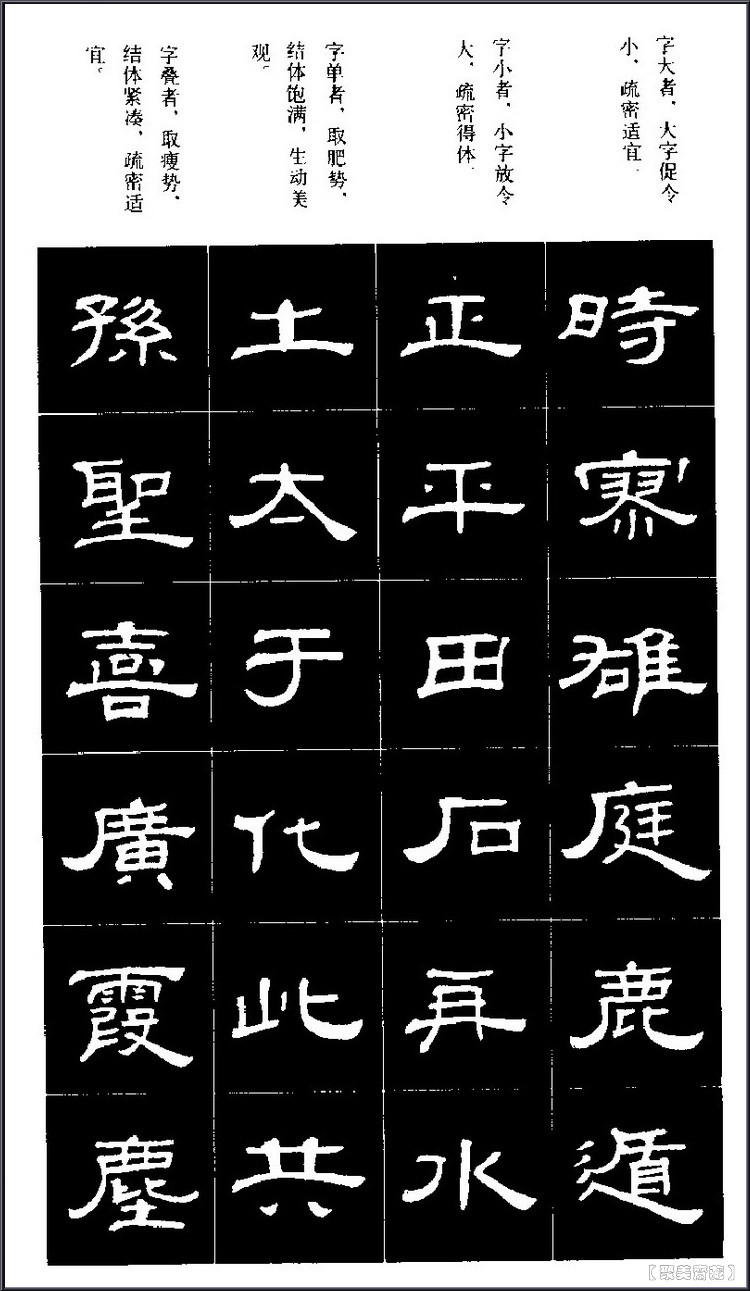 字大者，大字促令
小，疏密适宜.
字小者，小字放令
大，疏密得体.
字单者，取肥势，
结体饱满，生动美
观。
字叠者，取瘦势，
结体紧凑，疏密适
宜。
時
雄
庭
鹿
遁
正
平
田
石
再
水
土
太
于
化
此
共
孫
聖
喜
廣
霞
塵